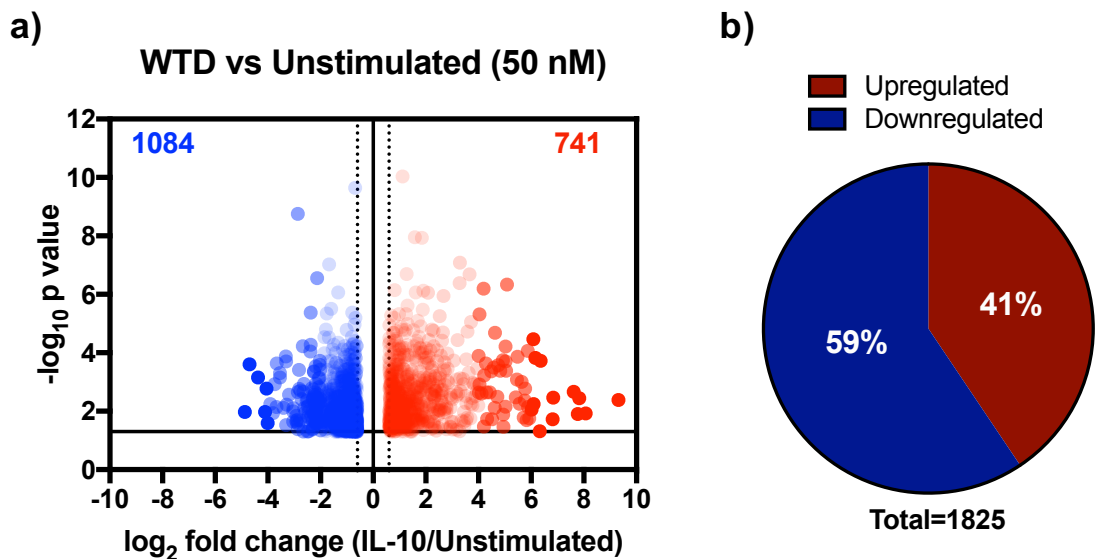 a)
WTD vs Unstimulated (50 nM)
1084
741
12
10
8
6
4
2
0
-log10 p value
-10 -8 -6 -4 -2 0 2 4 6 8 10
log2 fold change (IL-10/Unstimulated)
b)
Upregulated
Downregulated
41%
59%
Total=1825